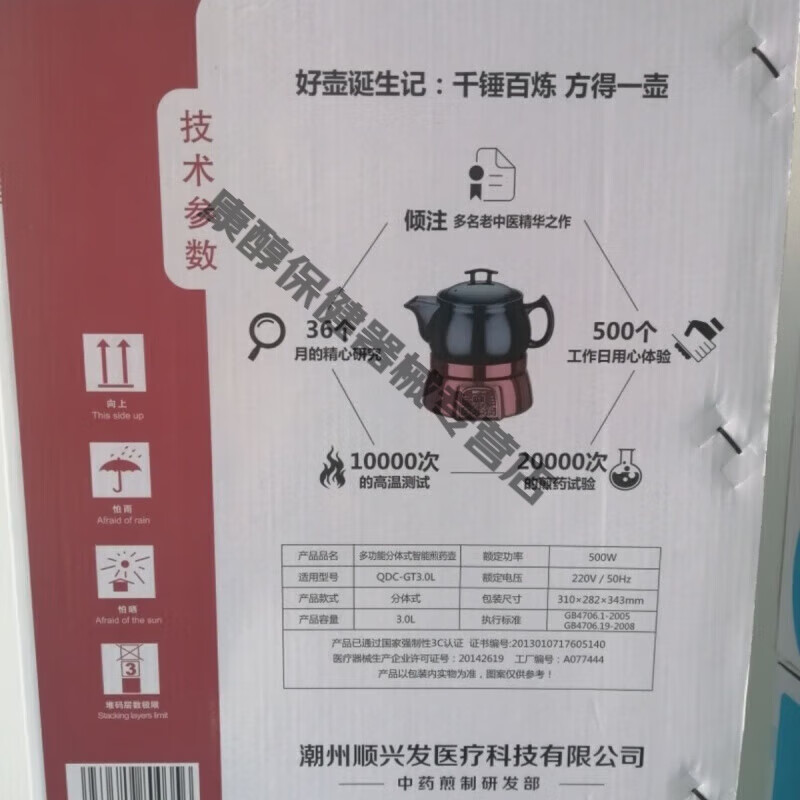 好壶诞生记：千锤百炼 方得一壶
技术参数
倾注 多名老中医精华之作
36个
月的精心研究
500个
工作日用心体验
10000次
的高温测试
20000次
的煎药试验
康醇保健器械专营店
向上
This side up
怕雨
Afraid of rain
怕晒
Afraid of the sun
3
堆码层数极限
Stacking layers limit
产品品名 多功能分体式智能煎药壶 额定功率 500W
适用型号 QDC-GT3.0L 额定电压 220V / 50Hz
产品款式 分体式 包装尺寸 310×282×343mm
产品容量 3.0L 执行标准 GB4706.1-2005
GB4706.19-2008
产品已通过国家强制性3C认证 证书编号:2013010717605140
医疗器械生产企业许可证号：20142619 工厂编号：A077444
产品以包装内实物为准，图案仅供参考！
潮州顺兴发医疗科技有限公司
中药煎制研发部